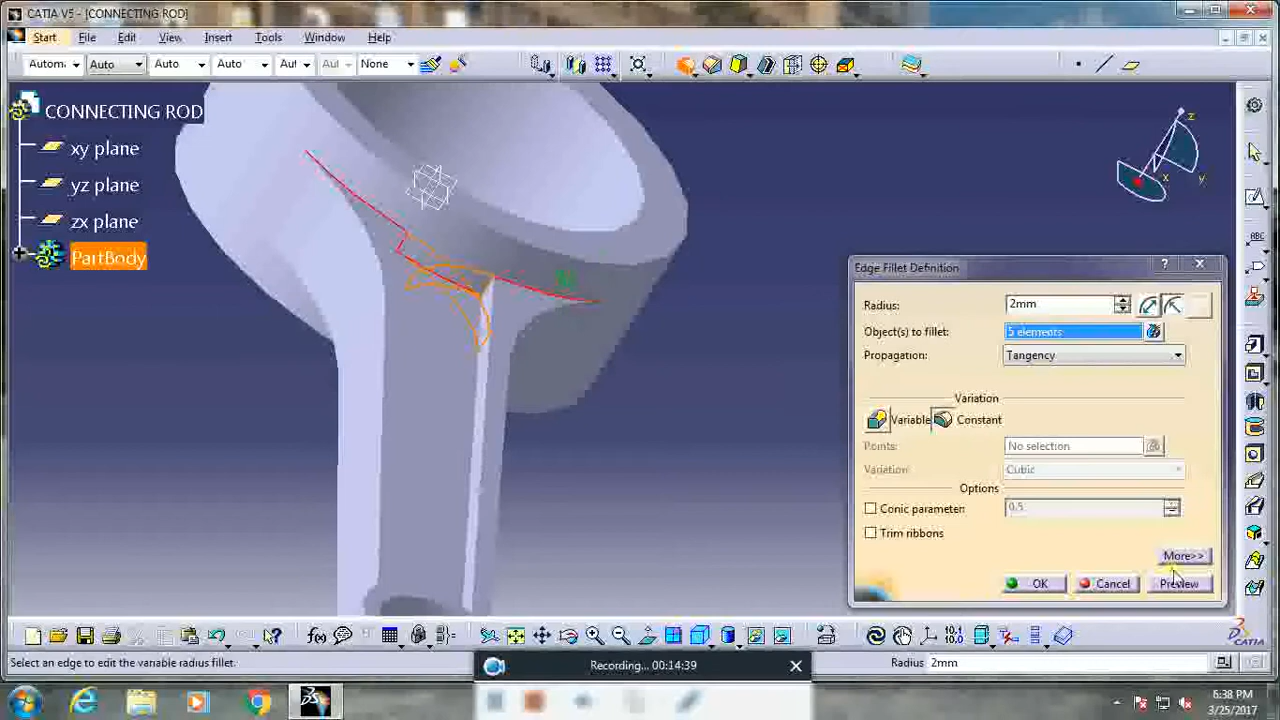 CATIA V5 - [CONNECTING ROD]
Start File Edit View Insert Tools Window Help
Auto Auto Auto None
CONNECTING ROD
xy plane
yz plane
zx plane
PartBody
z
x
y
Edge Fillet Definition
Radius: 2mm
Object(s) to fillet: 5 elements
Propagation: Tangency
Variation
Variable Constant
Points: No selection
Variation: Cubic
Options
Conic parameter: 0.5
Trim ribbons
More>>
OK Cancel Preview
Select an edge to edit the variable radius fillet.
Recording... 00:14:39
Radius 2mm
CATIA
6:38 PM
3/25/2017